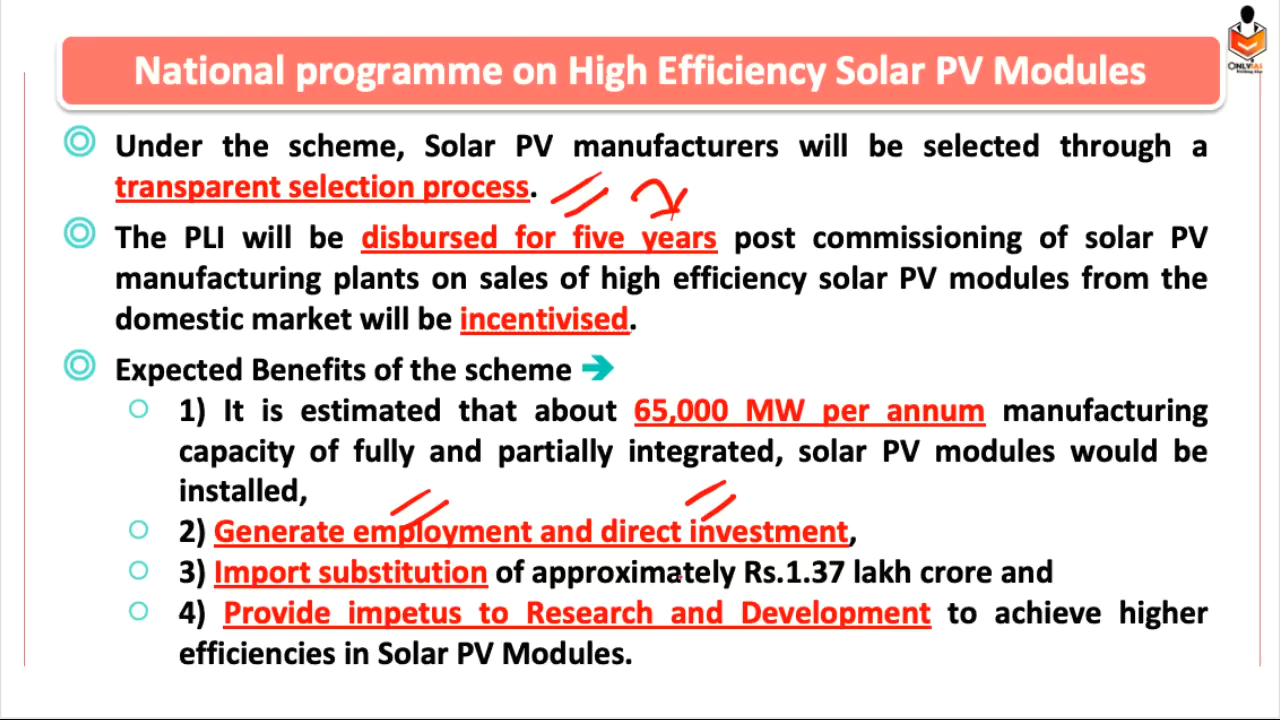 National programme on High Efficiency Solar PV Modules
ONLYIAS
Under the scheme, Solar PV manufacturers will be selected through a
transparent selection process.
The PLI will be disbursed for five years post commissioning of solar PV
manufacturing plants on sales of high efficiency solar PV modules from the
domestic market will be incentivised.
Expected Benefits of the scheme
1) It is estimated that about 65,000 MW per annum manufacturing
capacity of fully and partially integrated, solar PV modules would be
installed,
2) Generate employment and direct investment,
3) Import substitution of approximately Rs.1.37 lakh crore and
4) Provide impetus to Research and Development to achieve higher
efficiencies in Solar PV Modules.